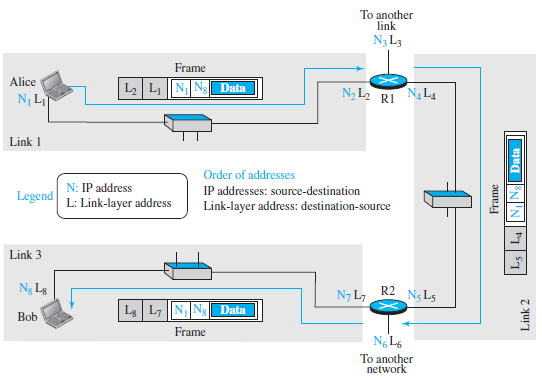 To another
link
N3 L3
Frame
Alice
N1 L1
L2 L1 N1 N8 Data
N2 L2 R1 N4 L4
Link 1
Legend
N: IP address
L: Link-layer address
Order of addresses
IP addresses: source-destination
Link-layer address: destination-source
Frame
L5 L4 N1 N8 Data
Link 2
Link 3
N8 L8
Bob
L8 L7 N1 N8 Data
Frame
N7 L7 R2 N5 L5
N6 L6
To another
network